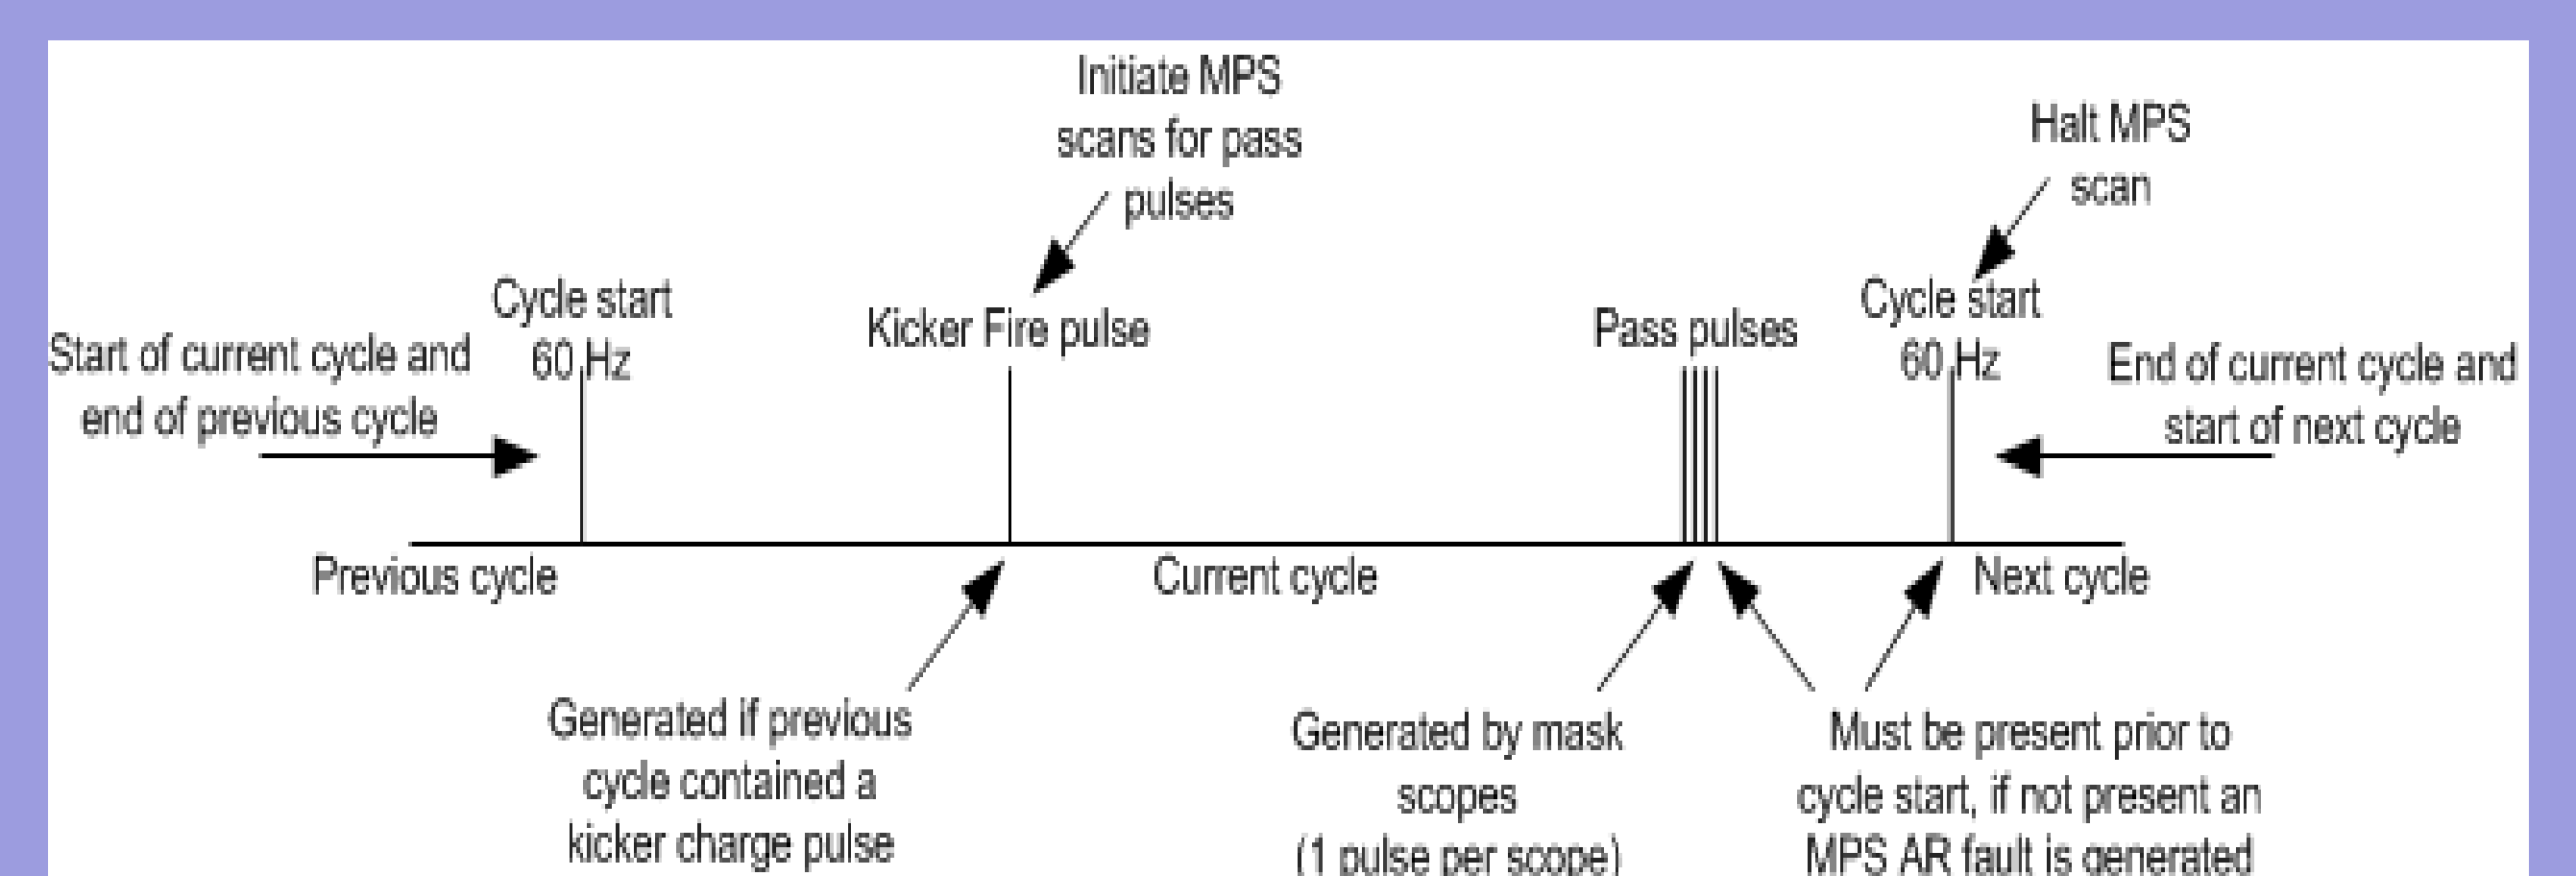 Initiate MPS
scans for pass
pulses
Halt MPS
scan
Cycle start
60 Hz
Start of current cycle and
end of previous cycle
Kicker Fire pulse
Pass pulses
Cycle start
60 Hz
End of current cycle and
start of next cycle
Previous cycle
Current cycle
Next cycle
Generated if previous
cycle contained a
kicker charge pulse
Generated by mask
scopes
(1 pulse per scope)
Must be present prior to
cycle start, if not present an
MPS AR fault is generated